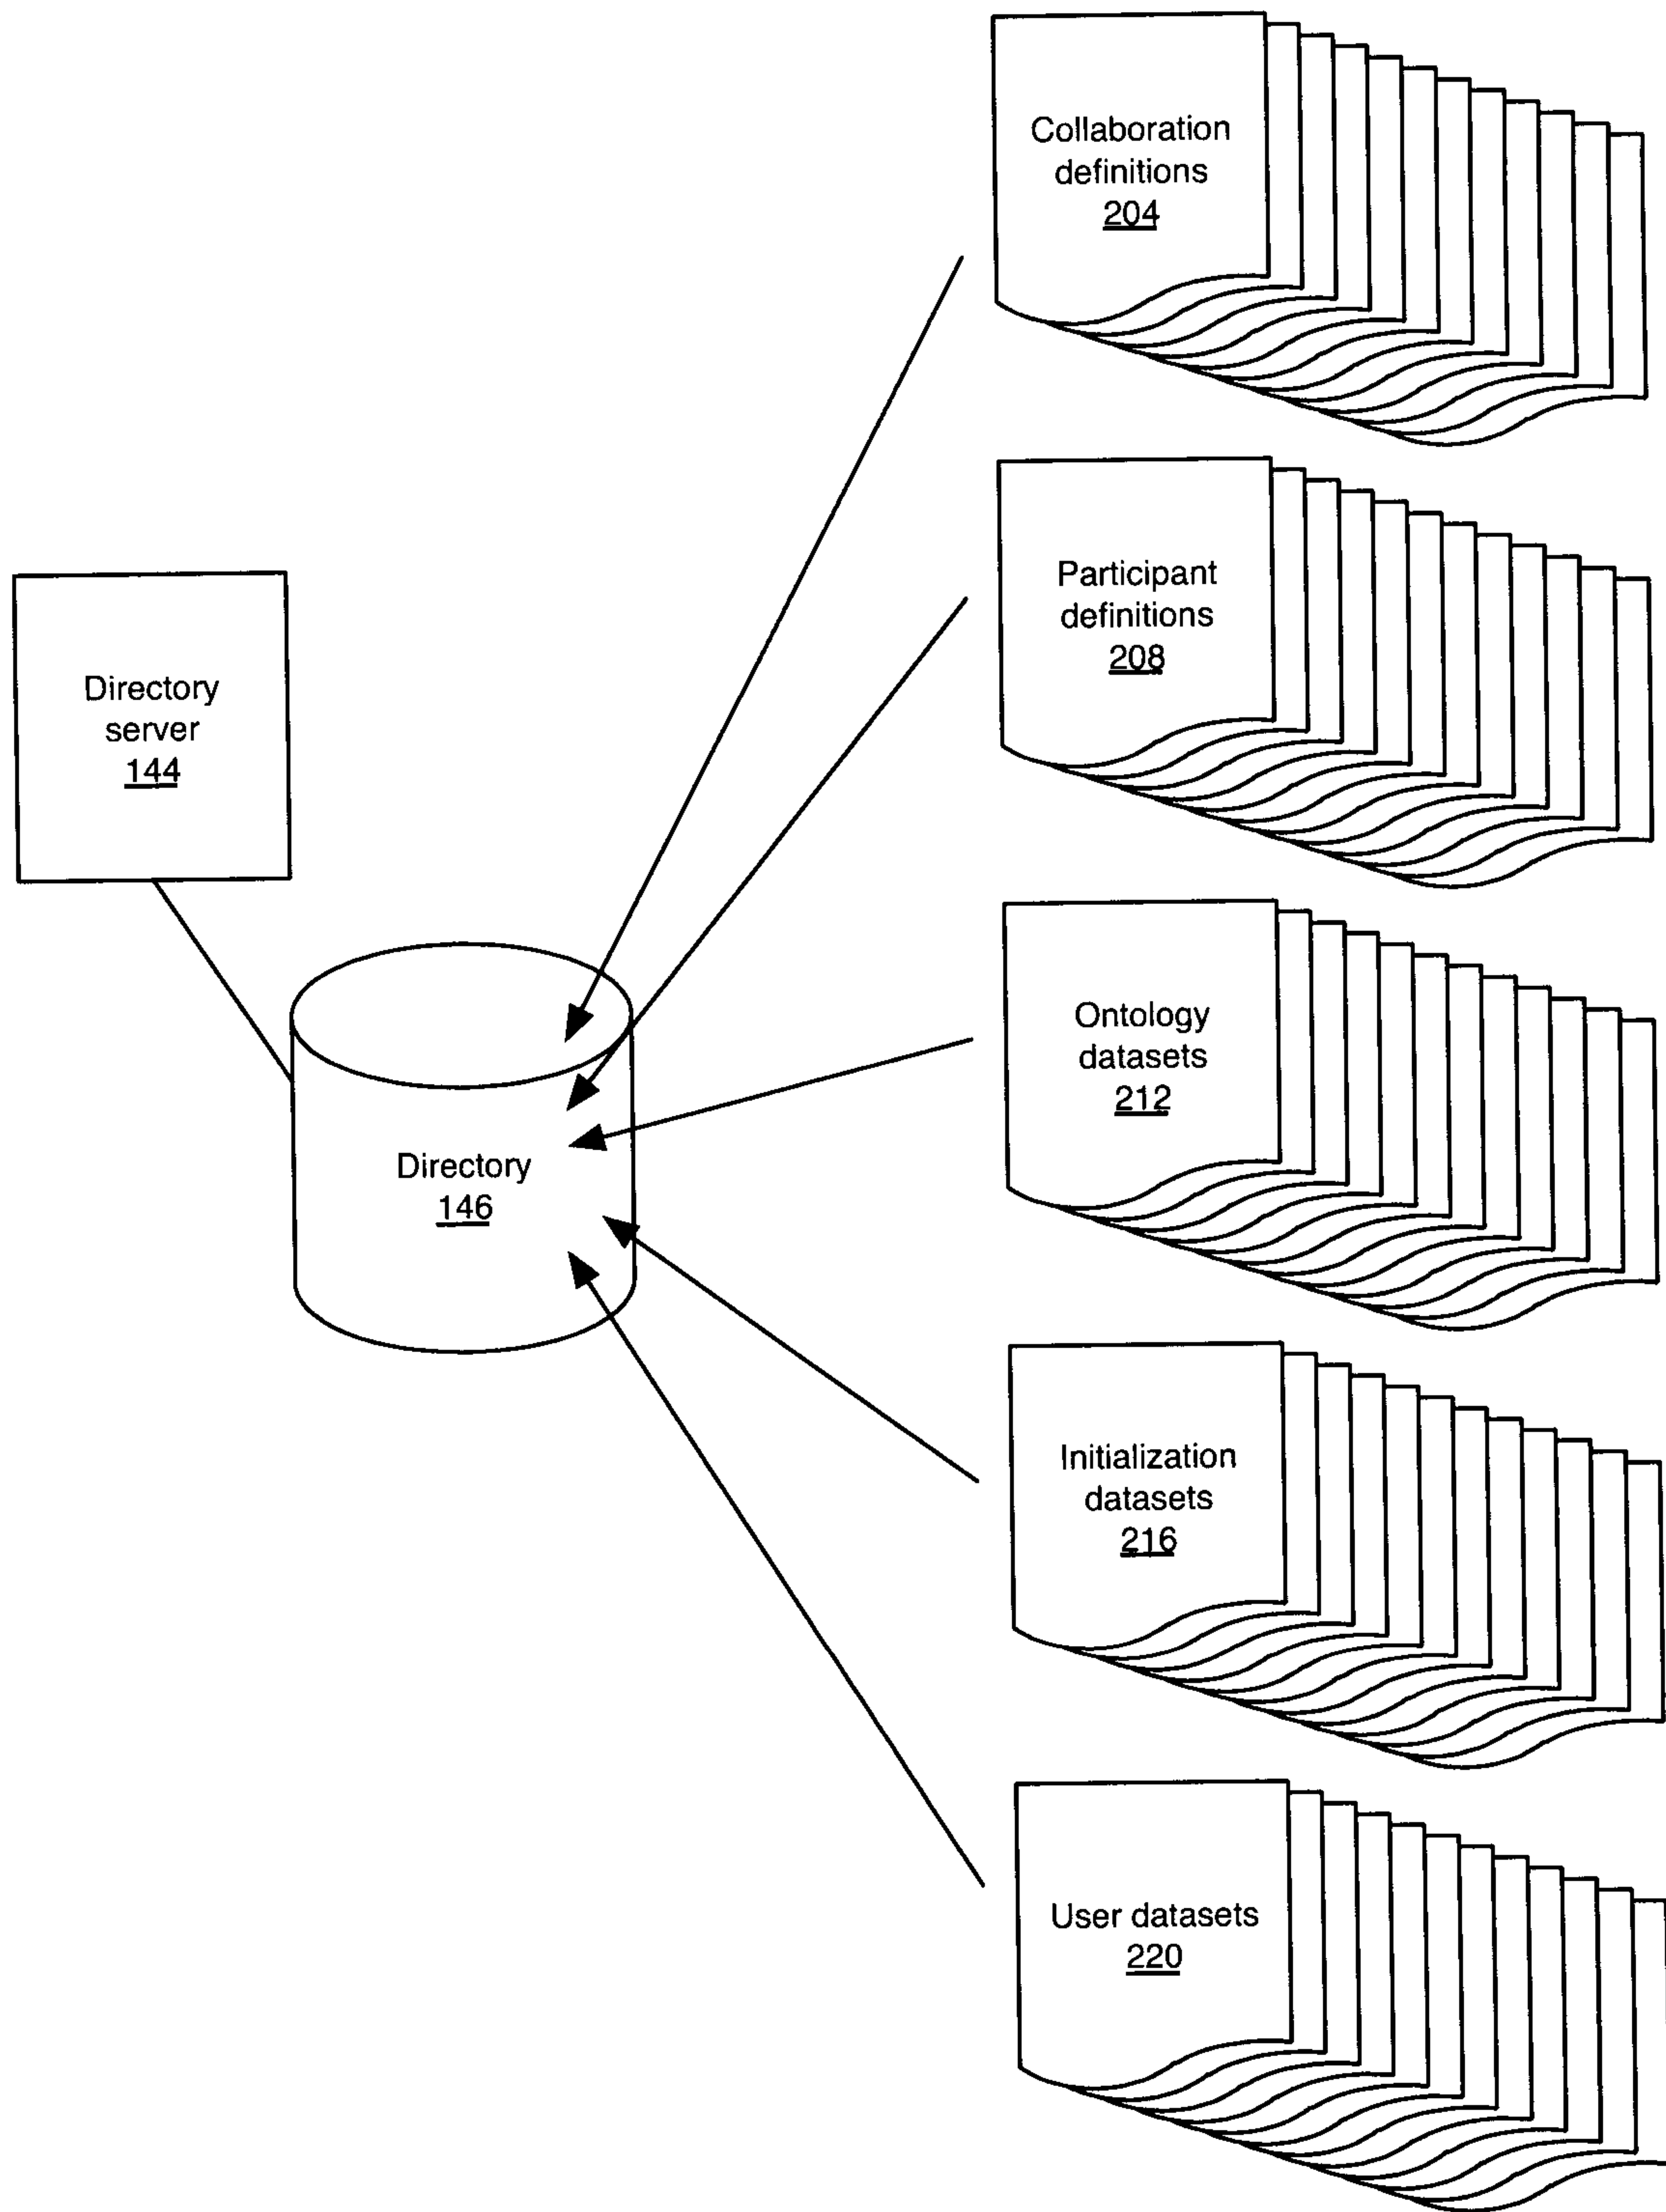 Collaboration
definitions
204
Participant
definitions
208
Directory
server
144
Ontology
datasets
212
Directory
146
Initialization
datasets
216
User datasets
220